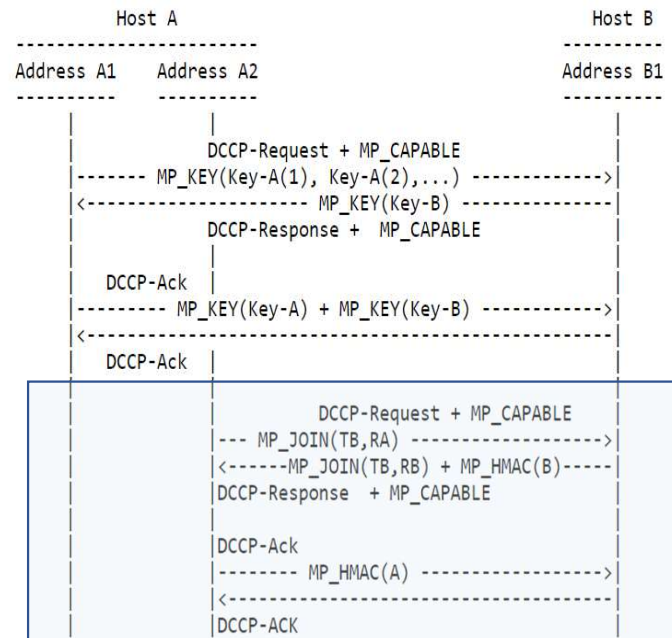 Host A Host B
------------------------ ----------
Address A1 Address A2 Address B1
---------- ---------- ----------
| | |
| DCCP-Request + MP_CAPABLE |
|------- MP_KEY(Key-A(1), Key-A(2),...) ------------->|
|<---------------------- MP_KEY(Key-B) ---------------|
| DCCP-Response + MP_CAPABLE |
| | |
| DCCP-Ack | |
|--------- MP_KEY(Key-A) + MP_KEY(Key-B) ------------>|
|<----------------------------------------------------|
| DCCP-Ack | |
| | |
| | DCCP-Request + MP_CAPABLE |
| |--- MP_JOIN(TB,RA) ------------------->|
| |<------MP_JOIN(TB,RB) + MP_HMAC(B)-----|
| |DCCP-Response + MP_CAPABLE |
| | |
| |DCCP-Ack |
| |-------- MP_HMAC(A) ------------------>|
| |<--------------------------------------|
| |DCCP-ACK |